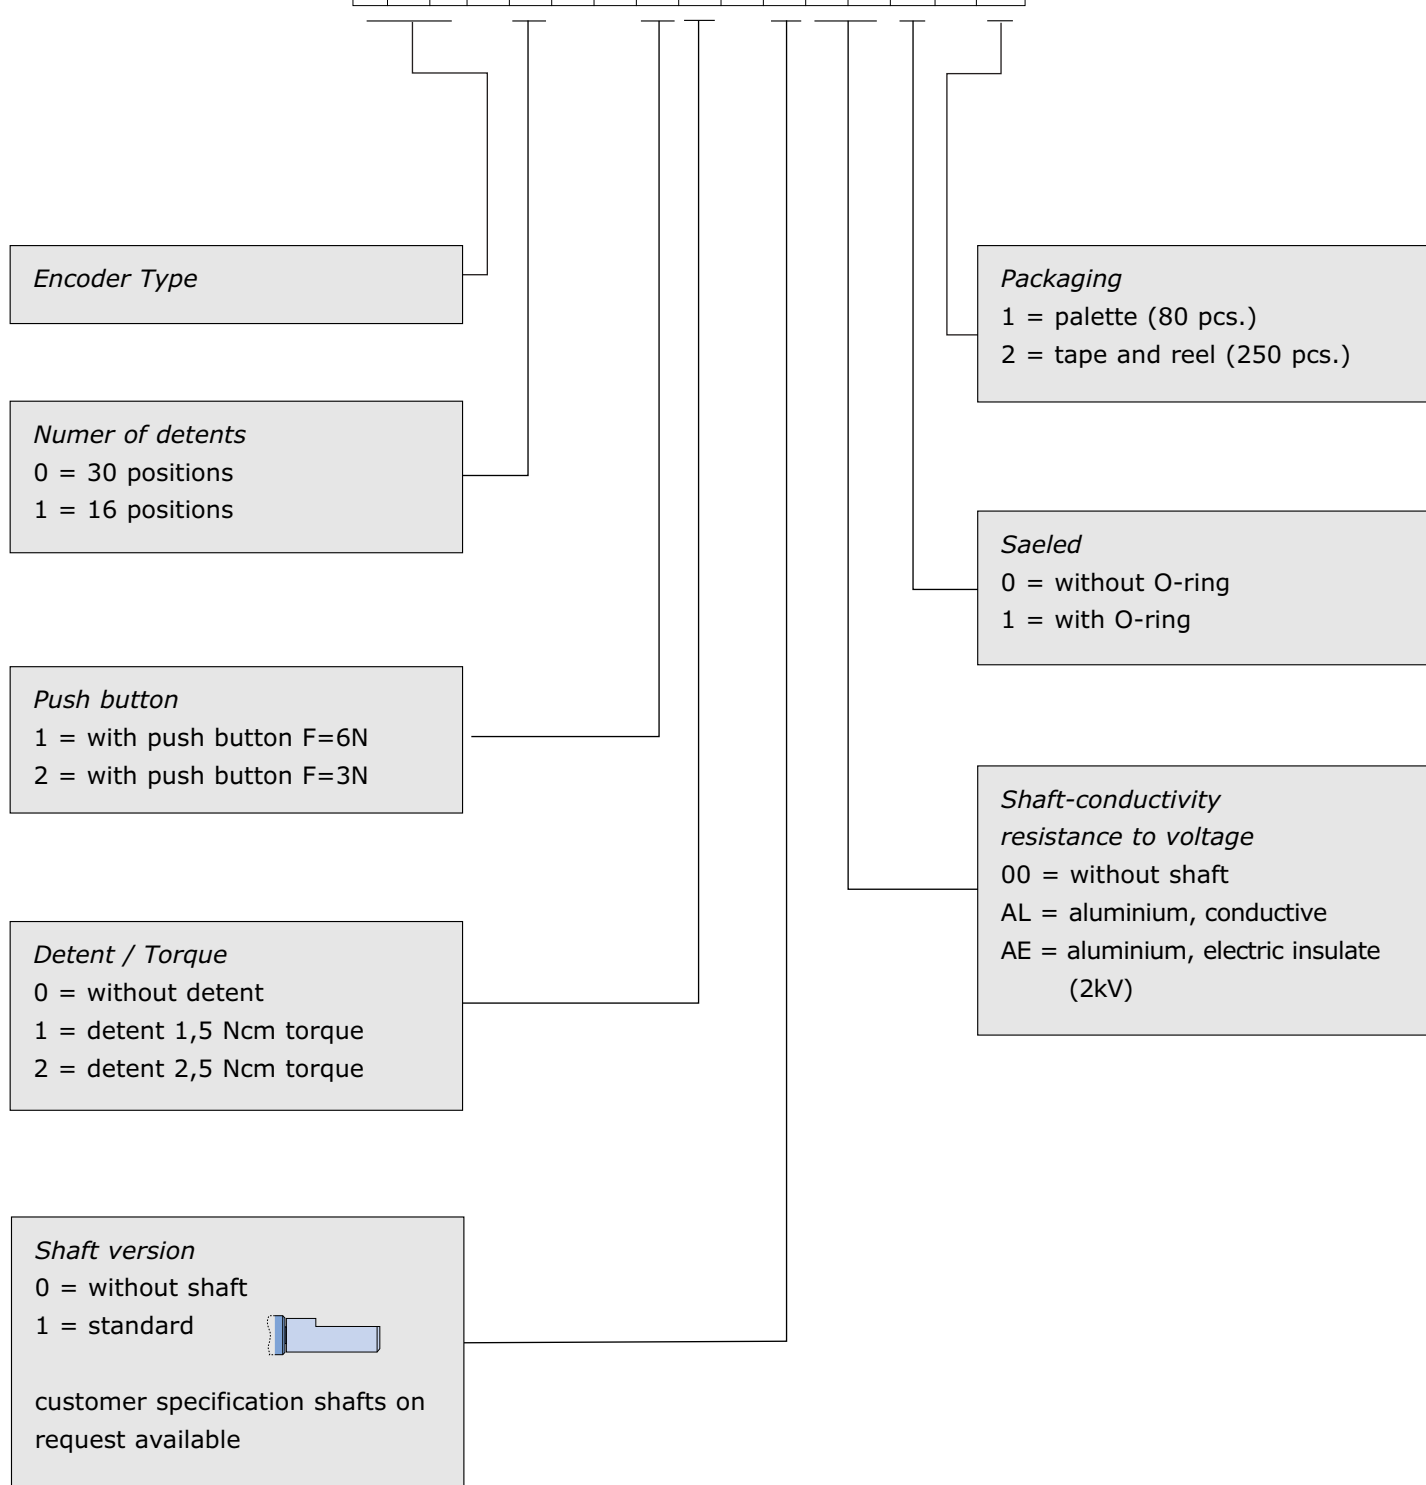 Encoder Type
Numer of detents
0 = 30 positions
1 = 16 positions
Push button
1 = with push button F=6N
2 = with push button F=3N
Detent / Torque
0 = without detent
1 = detent 1,5 Ncm torque
2 = detent 2,5 Ncm torque
Shaft version
0 = without shaft
1 = standard
customer specification shafts on
request available
Packaging
1 = palette (80 pcs.)
2 = tape and reel (250 pcs.)
Saeled
0 = without O-ring
1 = with O-ring
Shaft-conductivity
resistance to voltage
00 = without shaft
AL = aluminium, conductive
AE = aluminium, electric insulate
(2kV)